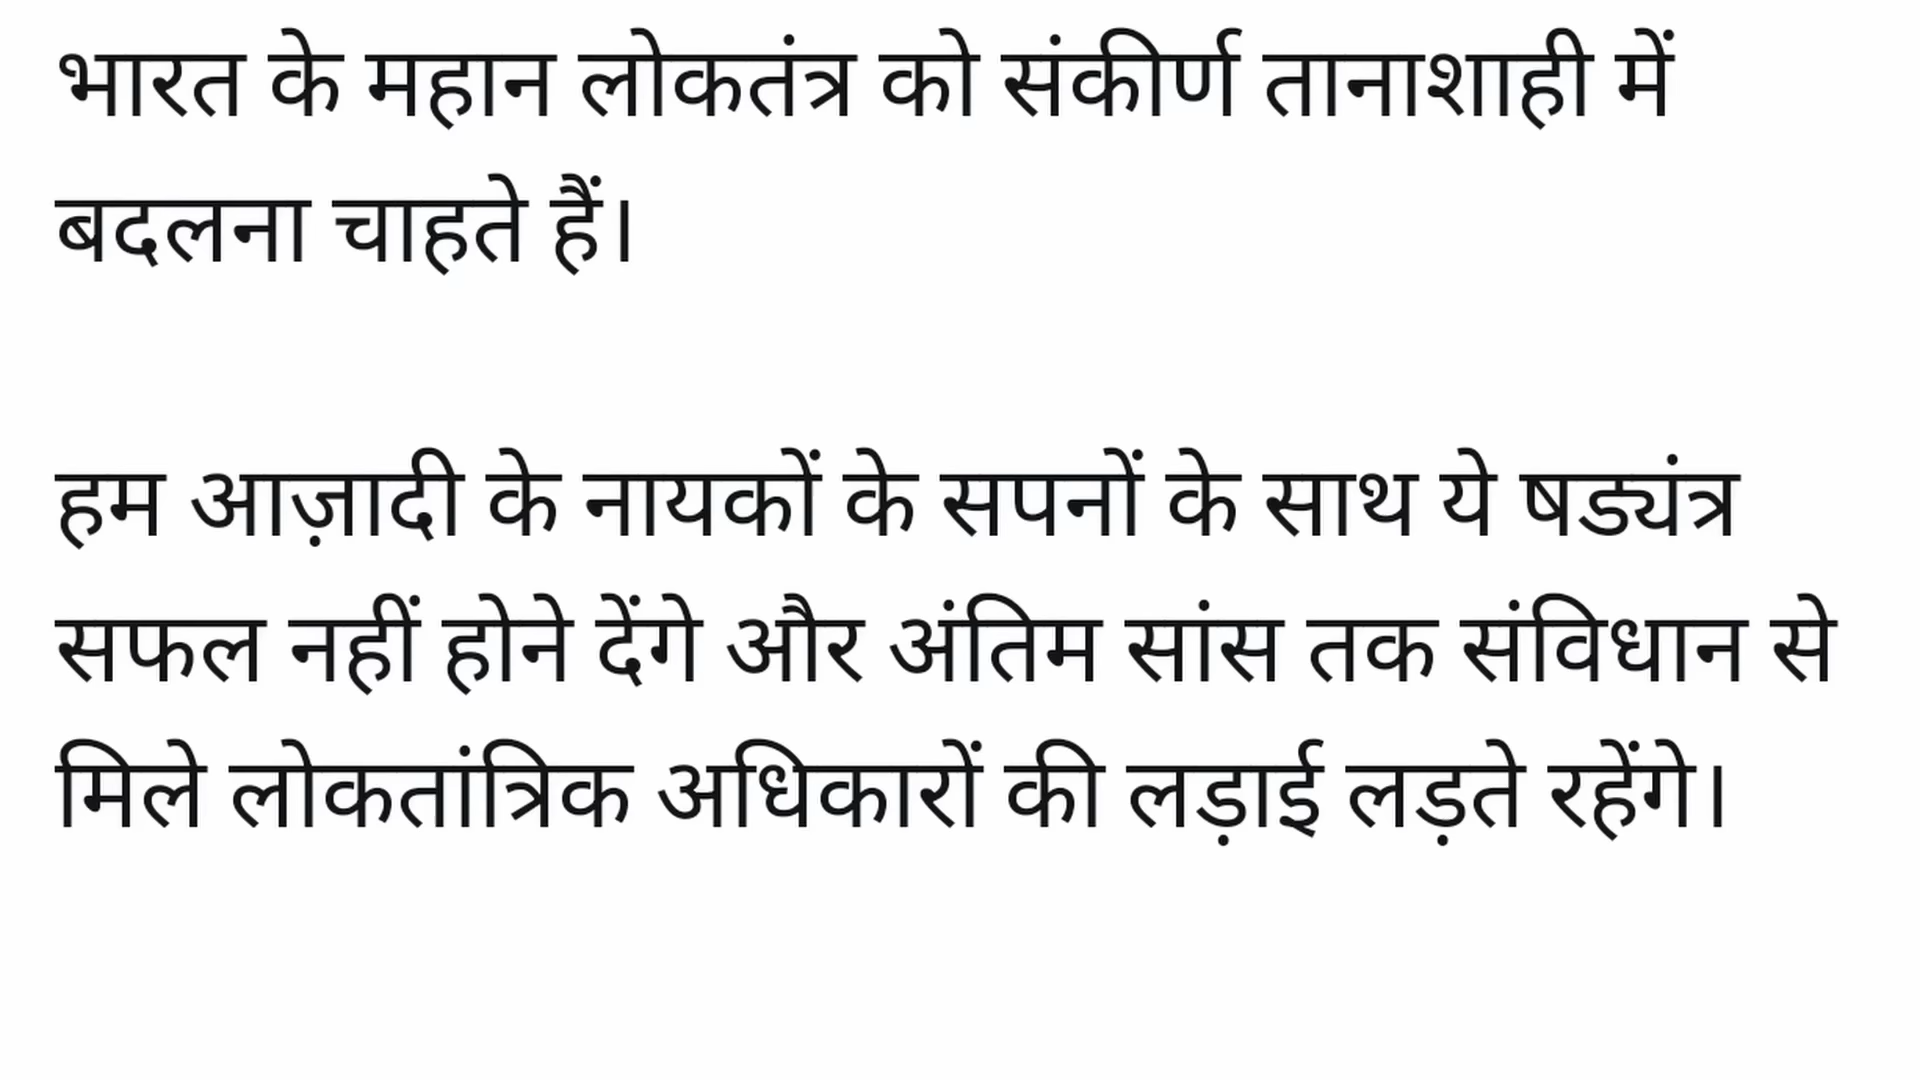 भारत के महान लोकतंत्र को संकीर्ण तानाशाही में
बदलना चाहते हैं।
हम आज़ादी के नायकों के सपनों के साथ ये षड्यंत्र
सफल नहीं होने देंगे और अंतिम सांस तक संविधान से
मिले लोकतांत्रिक अधिकारों की लड़ाई लड़ते रहेंगे।